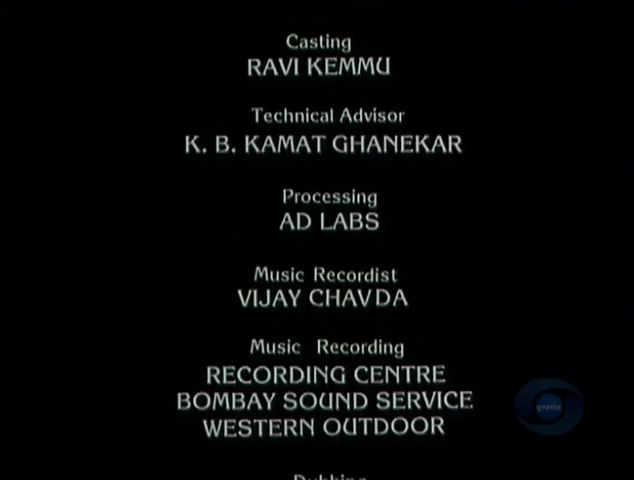 Casting
RAVI KEMMU
Technical Advisor
K. B. KAMAT GHANEKAR
Processing
AD LABS
Music Recordist
VIJAY CHAVDA
Music Recording
RECORDING CENTRE
BOMBAY SOUND SERVICE
WESTERN OUTDOOR
Dubbing